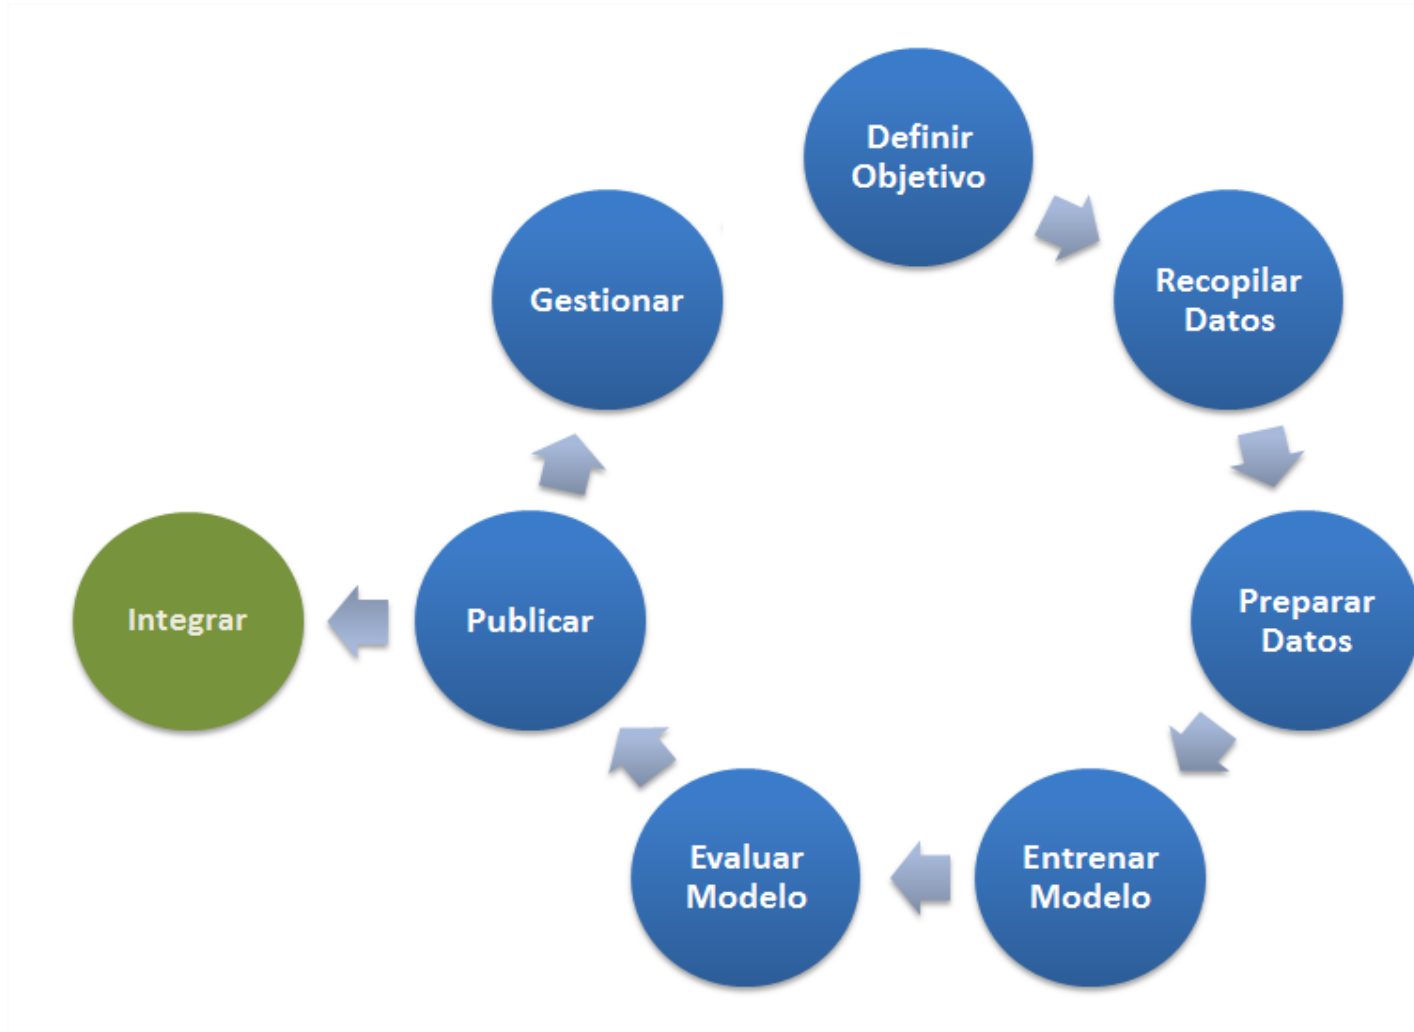 Definir
Objetivo
Recopilar
Datos
Preparar
Datos
Entrenar
Modelo
Evaluar
Modelo
Publicar
Integrar
Gestionar